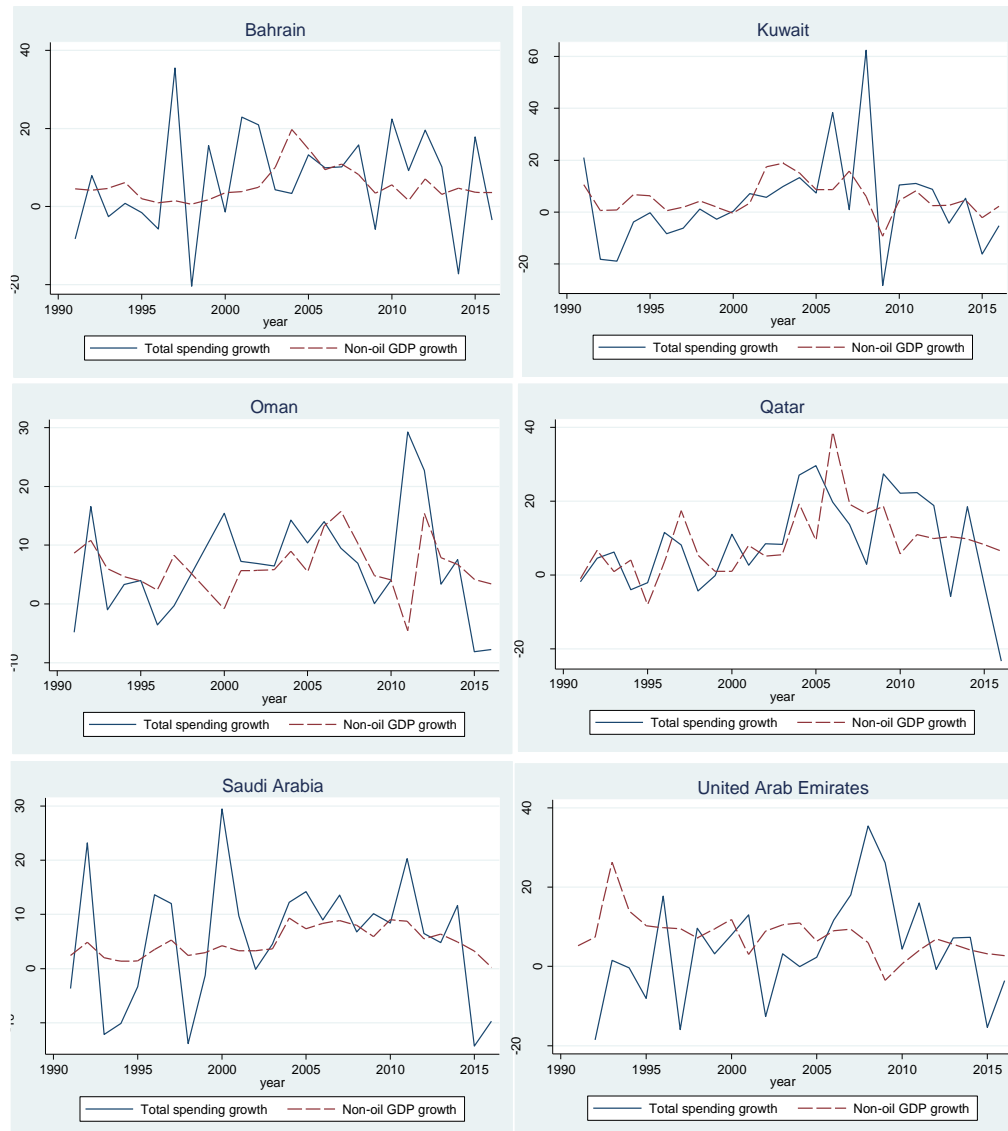 Bahrain
40
20
0
-20
1990 1995 2000 2005 2010 2015
year
Total spending growth Non-oil GDP growth
Kuwait
60
40
20
0
-20
1990 1995 2000 2005 2010 2015
year
Total spending growth Non-oil GDP growth
Oman
30
20
10
0
-10
1990 1995 2000 2005 2010 2015
year
Total spending growth Non-oil GDP growth
Qatar
40
20
0
-20
1990 1995 2000 2005 2010 2015
year
Total spending growth Non-oil GDP growth
Saudi Arabia
30
20
10
0
1990 1995 2000 2005 2010 2015
year
Total spending growth Non-oil GDP growth
United Arab Emirates
40
20
0
-20
1990 1995 2000 2005 2010 2015
year
Total spending growth Non-oil GDP growth